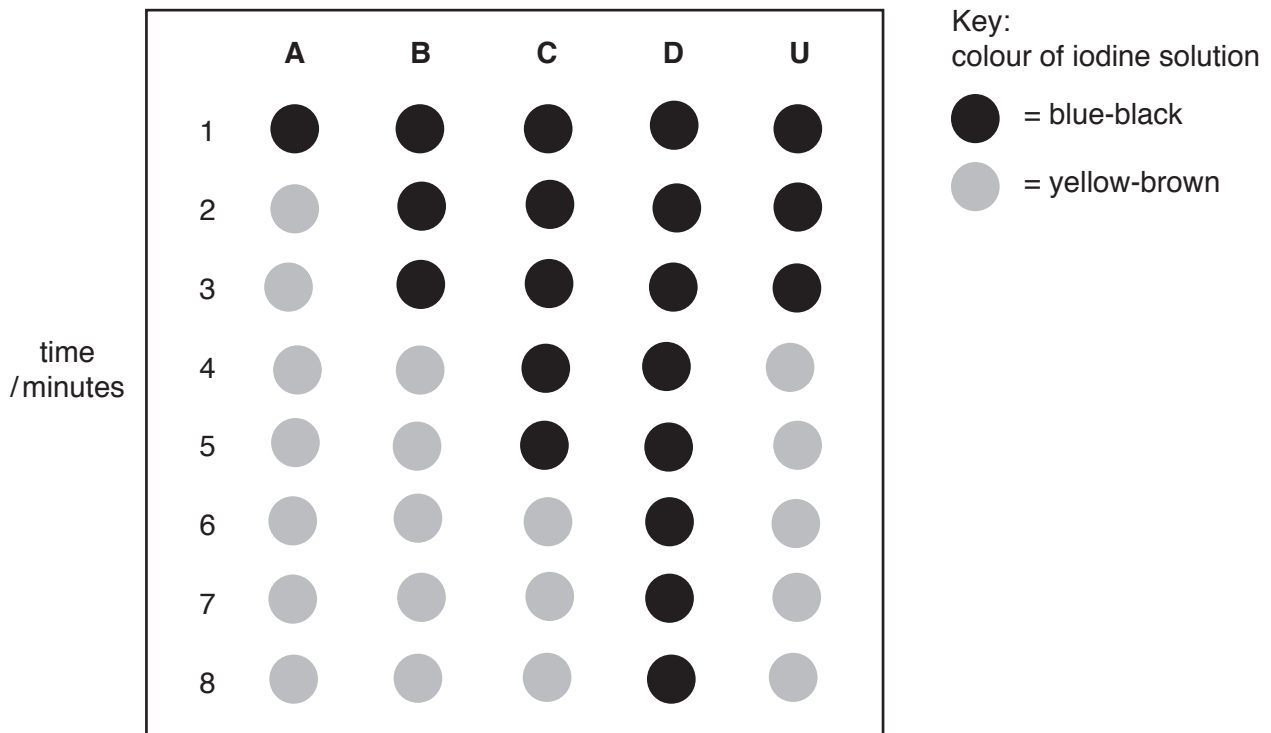 Key:
colour of iodine solution
A B C D U
1
= blue-black
2
= yellow-brown
3
time
/minutes
4
5
6
7
8